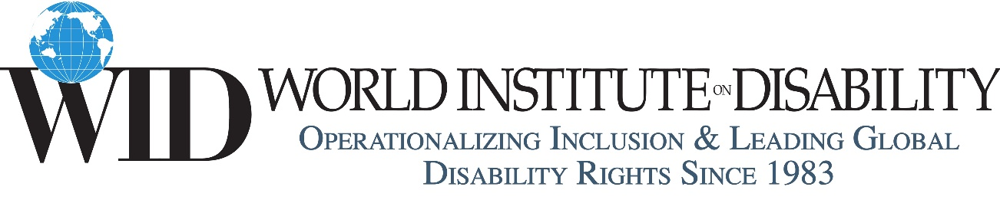 WID
WORLD INSTITUTE ON DISABILITY
OPERATIONALIZING INCLUSION & LEADING GLOBAL
DISABILITY RIGHTS SINCE 1983